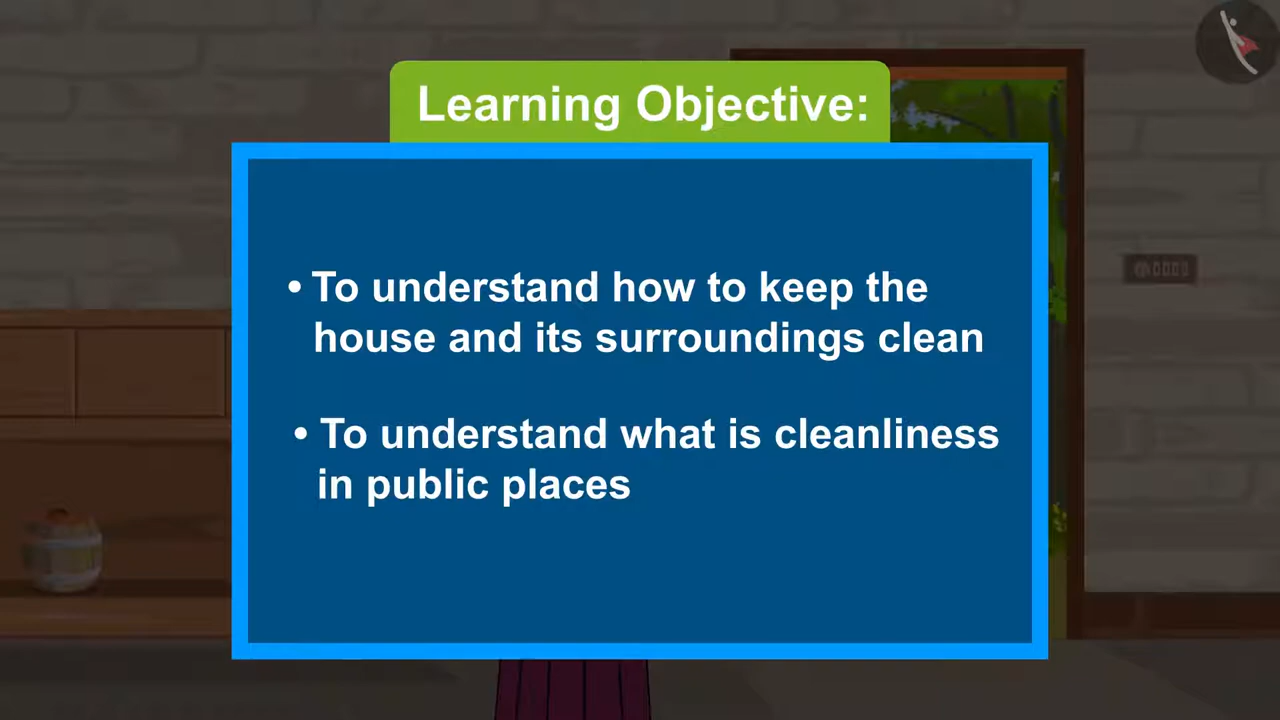 Learning Objective:
• To understand how to keep the
house and its surroundings clean
• To understand what is cleanliness
in public places